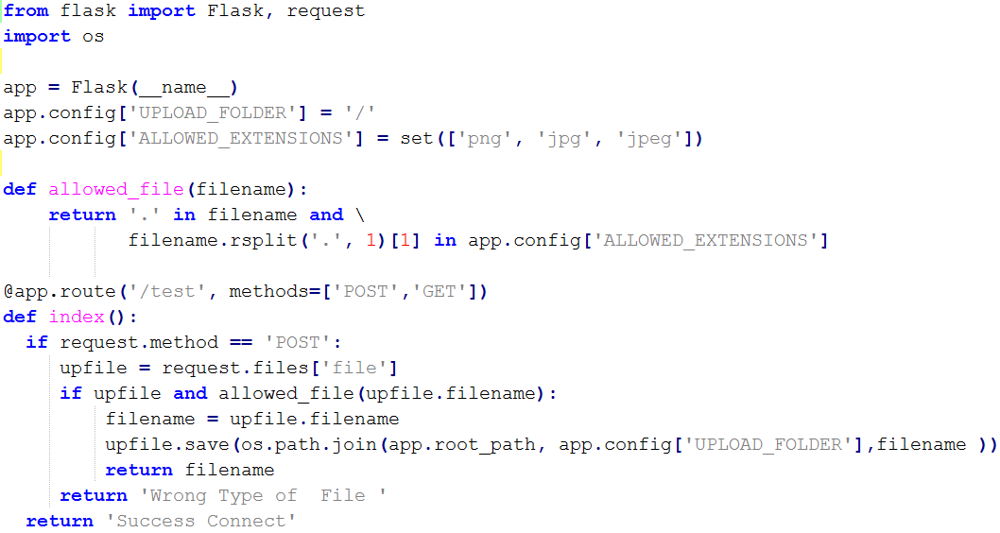 from flask import Flask, request
import os

app = Flask(__name__)
app.config['UPLOAD_FOLDER'] = '/'
app.config['ALLOWED_EXTENSIONS'] = set(['png', 'jpg', 'jpeg'])

def allowed_file(filename):
    return '.' in filename and \
           filename.rsplit('.', 1)[1] in app.config['ALLOWED_EXTENSIONS']

@app.route('/test', methods=['POST','GET'])
def index():
  if request.method == 'POST':
     upfile = request.files['file']
     if upfile and allowed_file(upfile.filename):
         filename = upfile.filename
         upfile.save(os.path.join(app.root_path, app.config['UPLOAD_FOLDER'],filename ))
         return filename
     return 'Wrong Type of  File '
  return 'Success Connect'